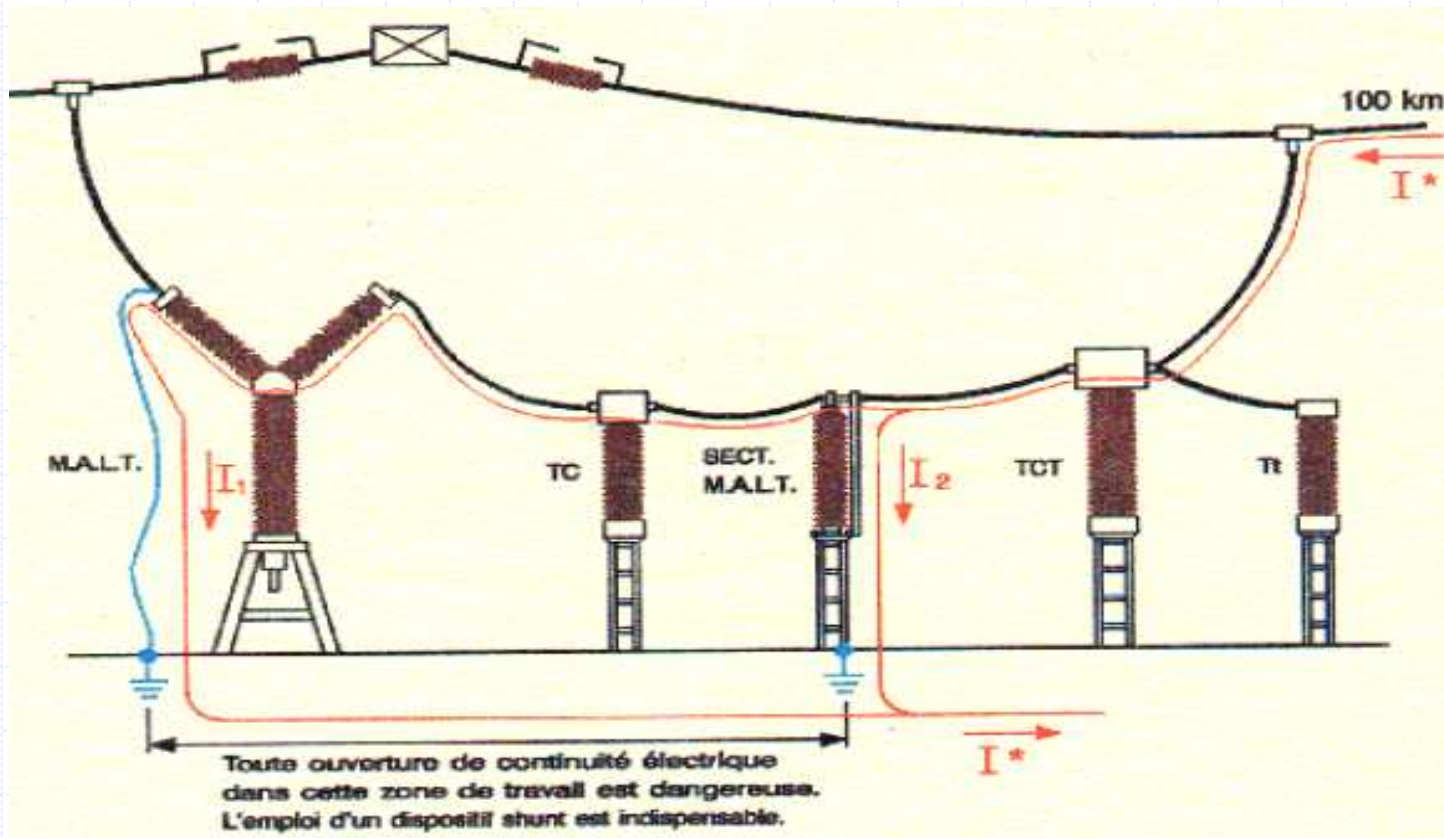 100 km
I*
M.A.L.T.
I₁
TC
SECT.
M.A.L.T.
I₂
TCT
Tt
I*
Toute ouverture de continuité électrique
dans cette zone de travail est dangereuse.
L'emploi d'un dispositif shunt est indispensable.